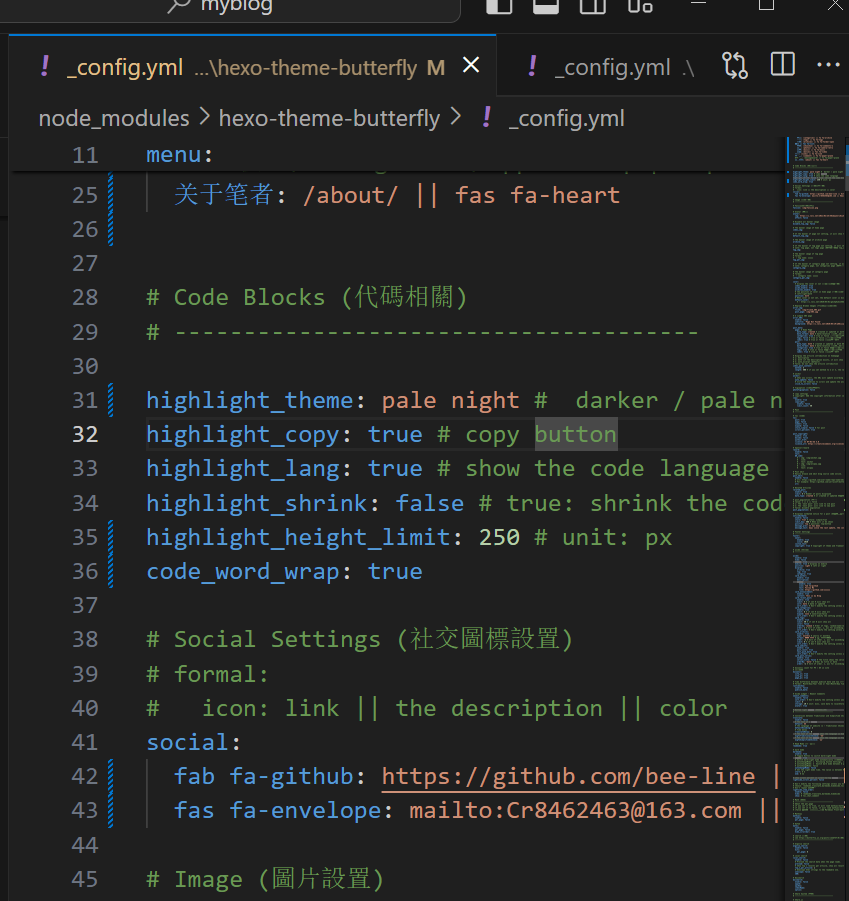 myblog
! _config.yml ...\hexo-theme-butterfly M ! _config.yml .\
node_modules > hexo-theme-butterfly > ! _config.yml
11 menu:
25 关于笔者: /about/ || fas fa-heart
26
27
28 # Code Blocks (代碼相關)
29 # --------------------------------------
30
31 highlight_theme: pale night #  darker / pale n
32 highlight_copy: true # copy button
33 highlight_lang: true # show the code language
34 highlight_shrink: false # true: shrink the cod
35 highlight_height_limit: 250 # unit: px
36 code_word_wrap: true
37
38 # Social Settings (社交圖標設置)
39 # formal:
40 #   icon: link || the description || color
41 social:
42 fab fa-github: https://github.com/bee-line |
43 fas fa-envelope: mailto:Cr8462463@163.com ||
44
45 # Image (圖片設置)